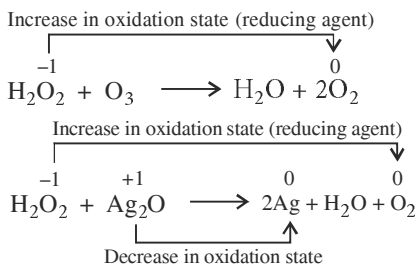 Increase in oxidation state (reducing agent)
–1 0
H₂O₂ + O₃ ⟶ H₂O + 2O₂
Increase in oxidation state (reducing agent)
–1 +1 0 0
H₂O₂ + Ag₂O ⟶ 2Ag + H₂O + O₂
Decrease in oxidation state